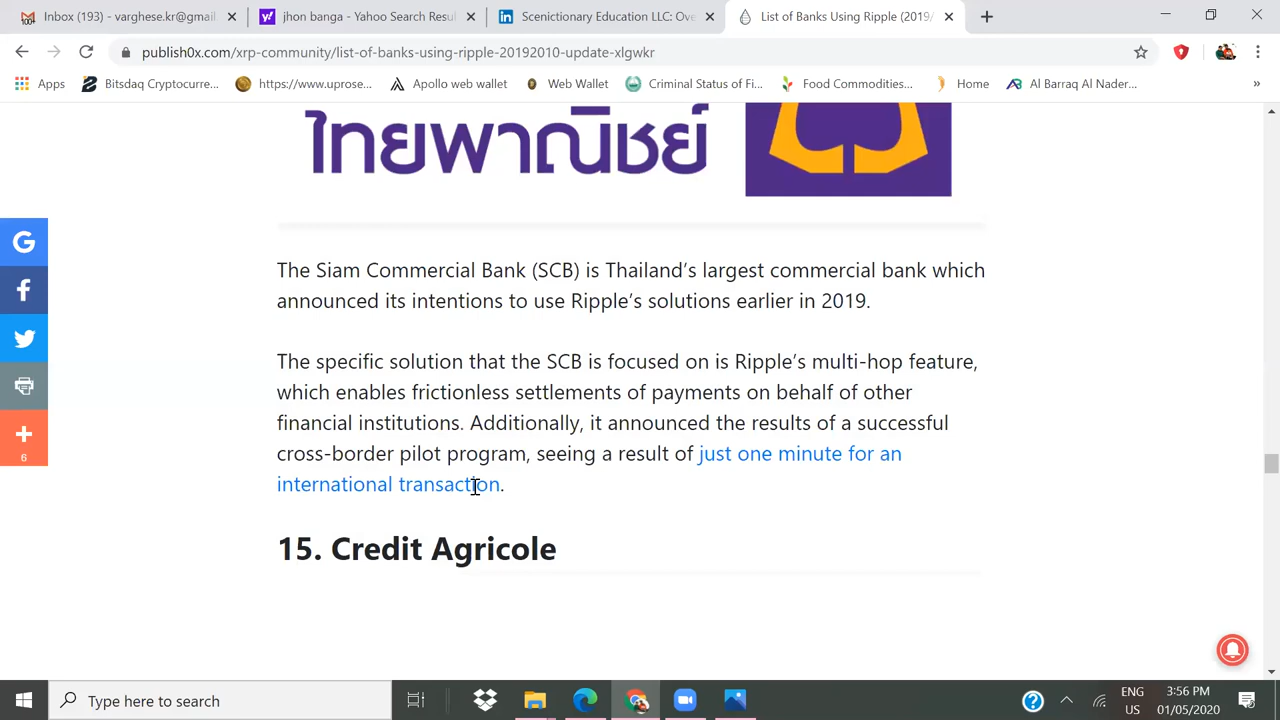 Inbox (193) - varghese.kr@gmail
jhon banga - Yahoo Search Resul
Scenictionary Education LLC: Ove
List of Banks Using Ripple (2019/
publish0x.com/xrp-community/list-of-banks-using-ripple-20192010-update-xlgwkr
Apps
Bitsdaq Cryptocurre...
https://www.uprose...
Apollo web wallet
Web Wallet
Criminal Status of Fi...
Food Commodities...
Home
Al Barraq Al Nader...
»
ไทยพาณิชย์
The Siam Commercial Bank (SCB) is Thailand's largest commercial bank which
announced its intentions to use Ripple's solutions earlier in 2019.
The specific solution that the SCB is focused on is Ripple's multi-hop feature,
which enables frictionless settlements of payments on behalf of other
financial institutions. Additionally, it announced the results of a successful
cross-border pilot program, seeing a result of just one minute for an
international transaction.
15. Credit Agricole
6
Type here to search
ENG
US
3:56 PM
01/05/2020